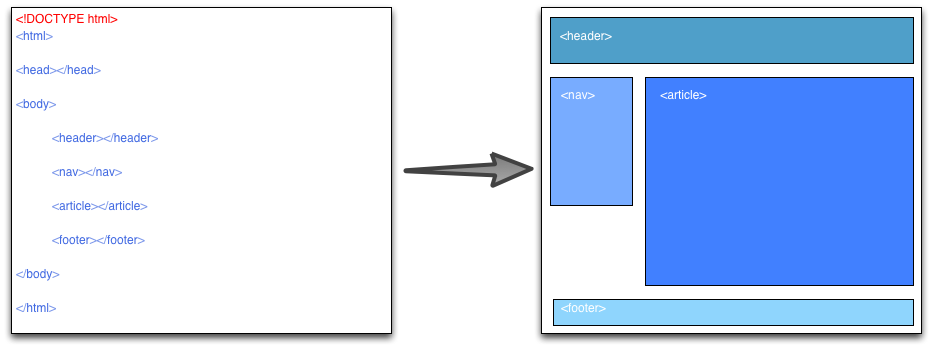 <!DOCTYPE html>
<html>
<head></head>
<body>
<header></header>
<nav></nav>
<article></article>
<footer></footer>
</body>
</html>
<header>
<nav>
<article>
<footer>